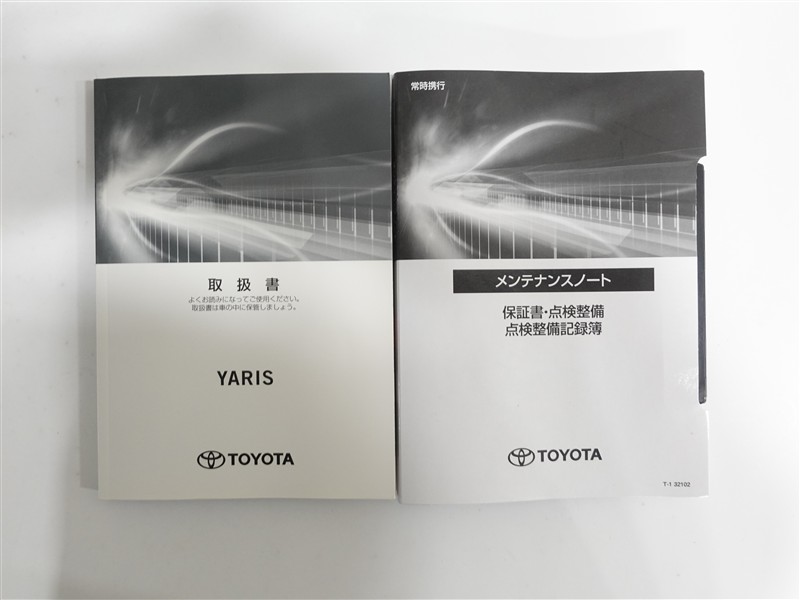 取扱書
よくお読みになってご使用ください。
取扱書は車の中に保管しましょう。
YARIS
TOYOTA
常時携行
メンテナンスノート
保証書・点検整備
点検整備記録簿
TOYOTA
T-1 32102